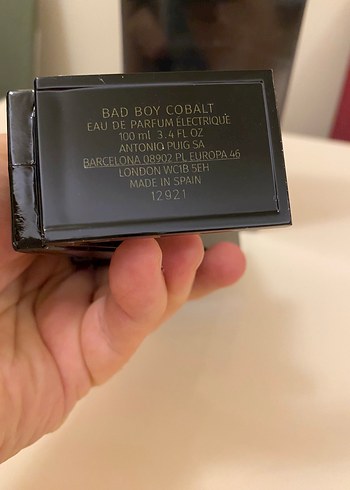 BAD BOY COBALT
EAU DE PARFUM ÉLECTRIQUE
100 ml 3.4 FL OZ
ANTONIO PUIG SA
BARCELONA 08902 PL EUROPA 46
LONDON WC1B 5EH
MADE IN SPAIN
12921